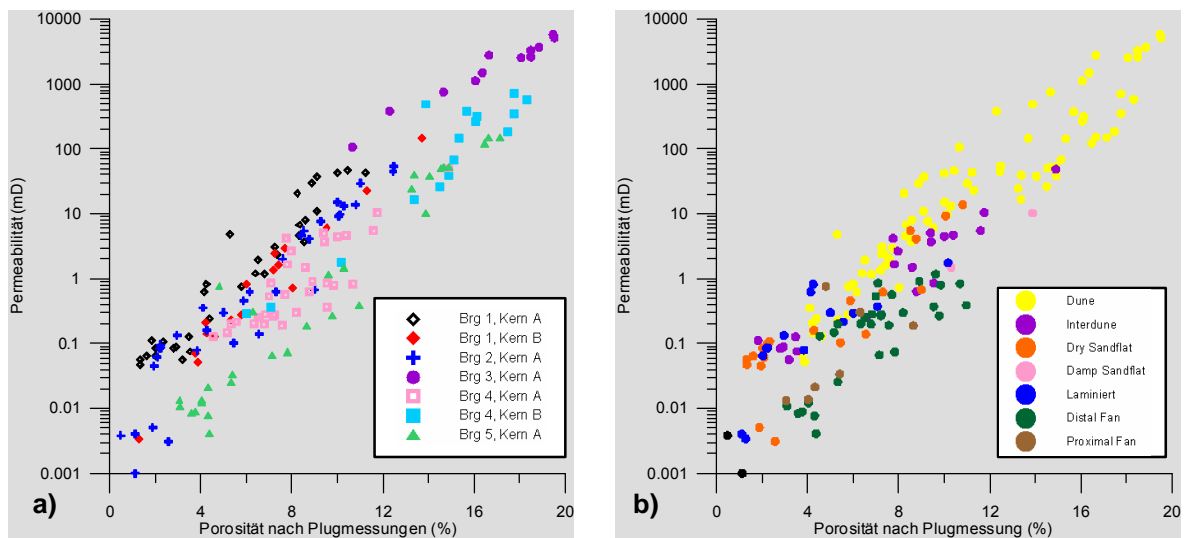 10000
1000
100
10
1
0.1
0.01
0.001
Permeabilität (mD)
0
4
8
12
16
20
Porosität nach Plugmessungen (%)
a)
Brg 1, Kern A
Brg 1, Kern B
Brg 2, Kern A
Brg 3, Kern A
Brg 4, Kern A
Brg 4, Kern B
Brg 5, Kern A
10000
1000
100
10
1
0.1
0.01
0.001
Permeabilität (mD)
0
4
8
12
16
20
Porosität nach Plugmessung (%)
b)
Dune
Interdune
Dry Sandflat
Damp Sandflat
Laminiert
Distal Fan
Proximal Fan